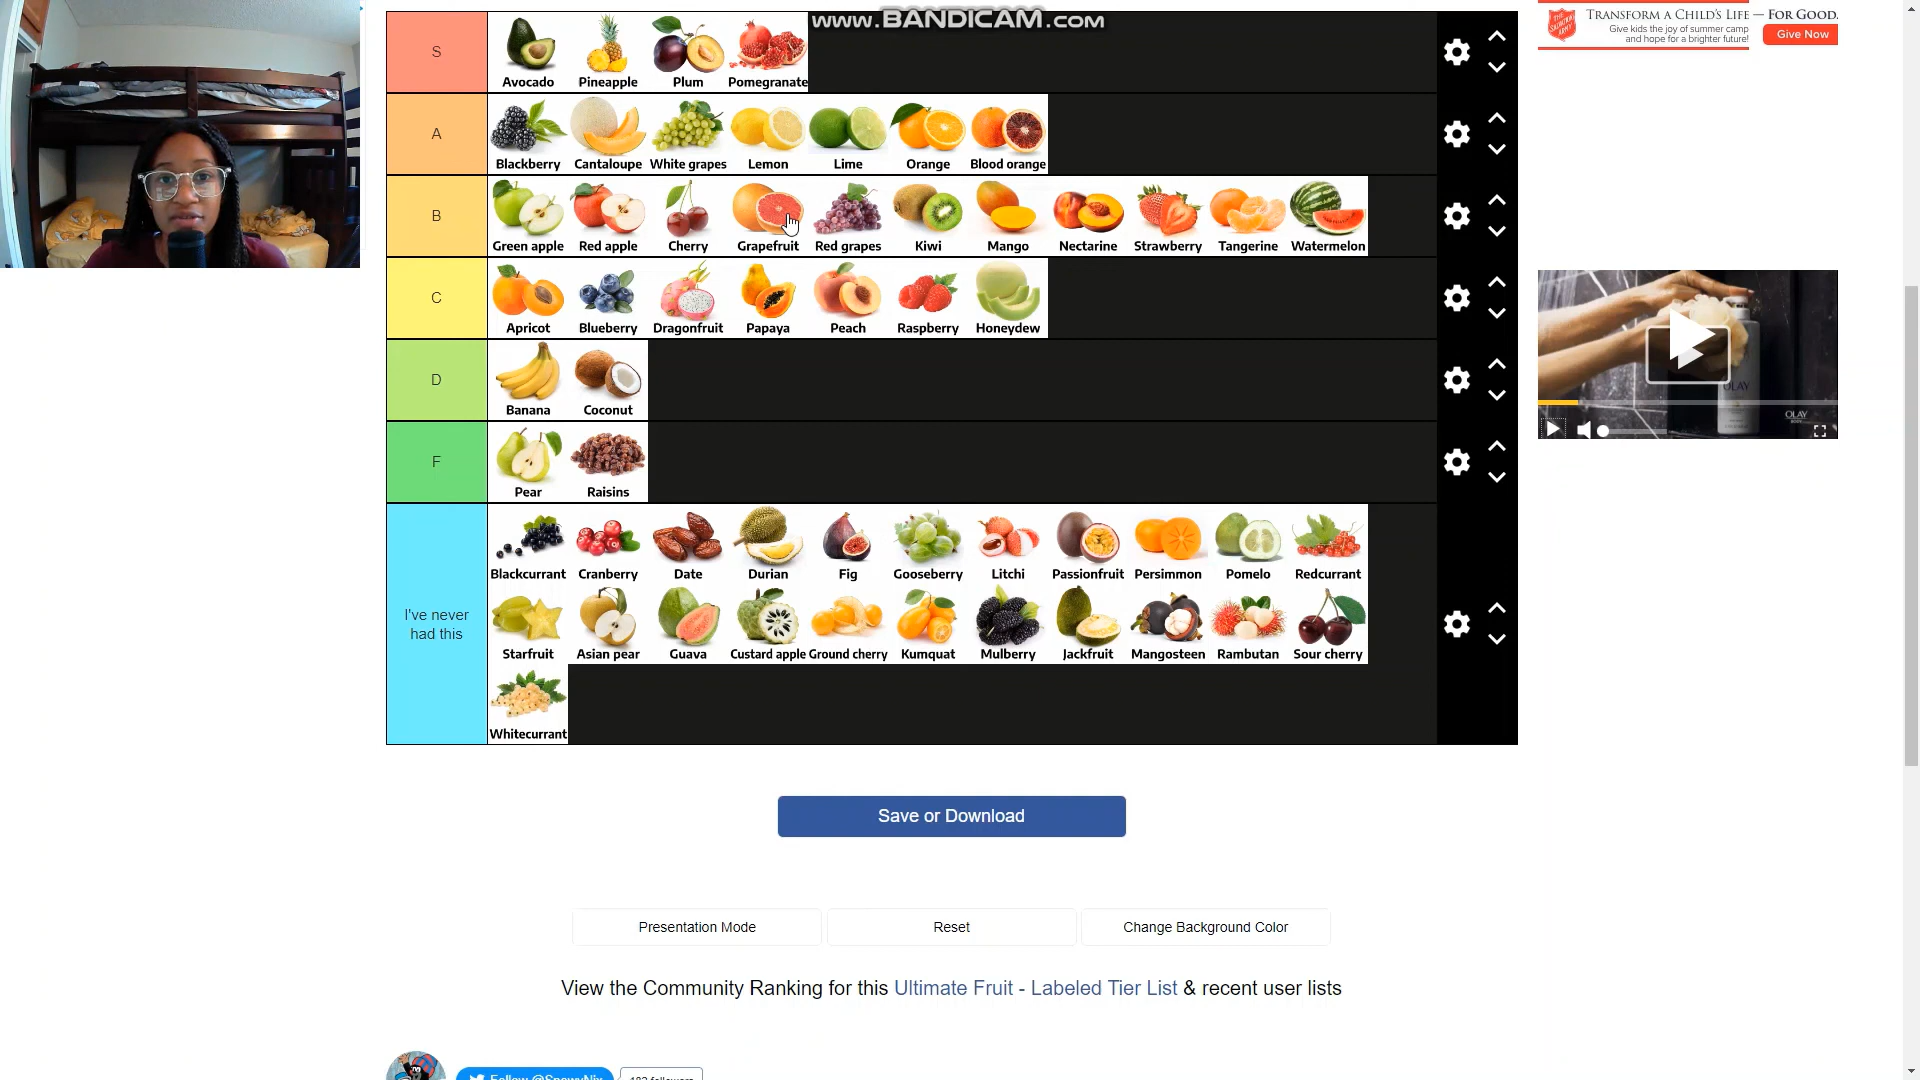 www.BANDICAM.com
TRANSFORM A CHILD'S LIFE — FOR GOOD.
Give kids the joy of summer camp
and hope for a brighter future!
Give Now
S
Avocado Pineapple Plum Pomegranate
A
Blackberry Cantaloupe White grapes Lemon Lime Orange Blood orange
B
Green apple Red apple Cherry Grapefruit Red grapes Kiwi Mango Nectarine Strawberry Tangerine Watermelon
C
Apricot Blueberry Dragonfruit Papaya Peach Raspberry Honeydew
OLAY
OLAY
D
Banana Coconut
F
Pear Raisins
I've never
had this
Blackcurrant Cranberry Date Durian Fig Gooseberry Litchi Passionfruit Persimmon Pomelo Redcurrant
Starfruit Asian pear Guava Custard apple Ground cherry Kumquat Mulberry Jackfruit Mangosteen Rambutan Sour cherry
Whitecurrant
Save or Download
Presentation Mode Reset Change Background Color
View the Community Ranking for this Ultimate Fruit - Labeled Tier List & recent user lists
Follow @SnowyNix